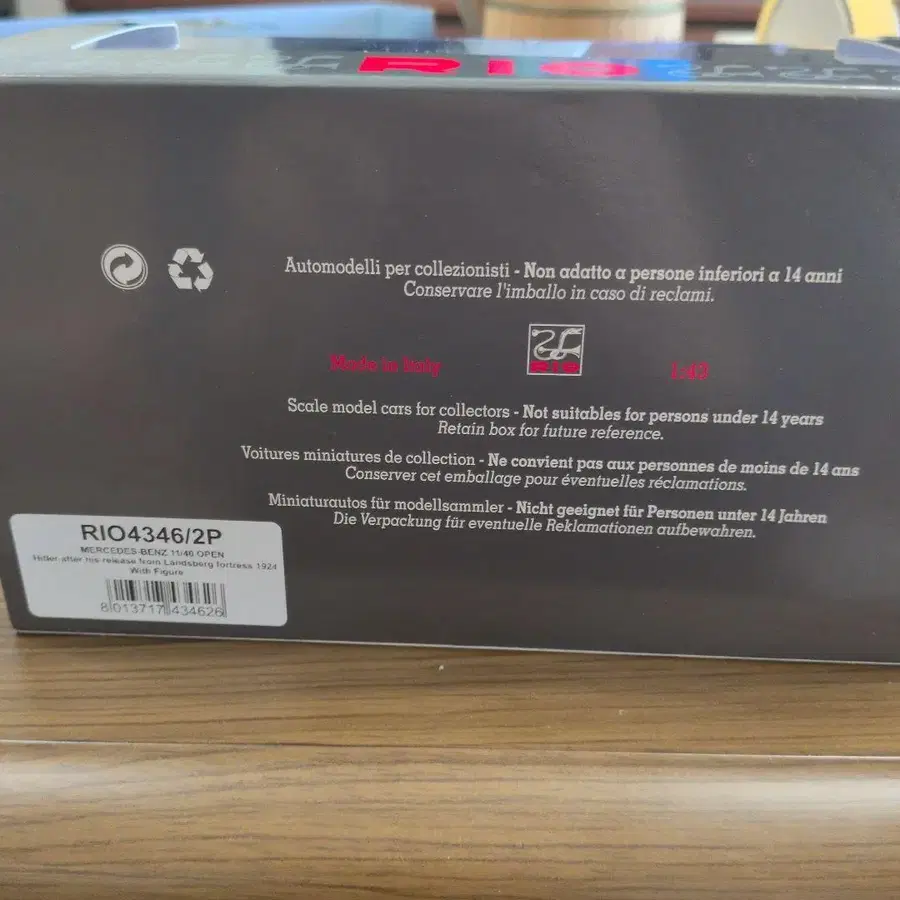 RIO
Automodelli per collezionisti - Non adatto a persone inferiori a 14 anni
Conservare l'imballo in caso di reclami.
RIO
Made in Italy
1:43
Scale model cars for collectors - Not suitables for persons under 14 years
Retain box for future reference.
Voitures miniatures de collection - Ne convient pas aux personnes de moins de 14 ans
Conserver cet emballage pour éventuelles réclamations.
Miniaturautos für modellsammler - Nicht geeignet für Personen unter 14 Jahren
Die Verpackung für eventuelle Reklamationen aufbewahren.
RIO4346/2P
MERCEDES-BENZ 11/40 OPEN
Hitler after his release from Landsberg fortress 1924
With Figure
8 013717 434626